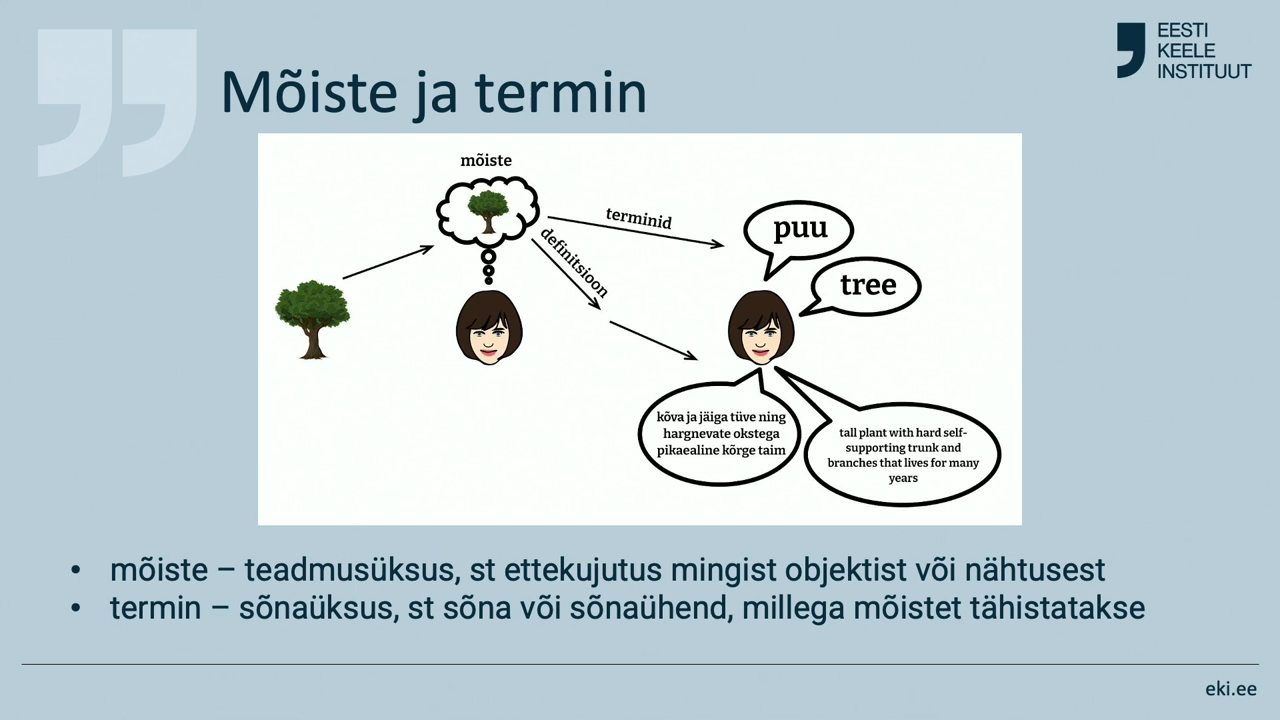 EESTI
KEELE
INSTITUUT
Mõiste ja termin
mõiste
terminid
definitsioon
puu
tree
kõva ja jäiga tüve ning
hargnevate okstega
pikaealine kõrge taim
tall plant with hard self-
supporting trunk and
branches that lives for many
years
• mõiste – teadmusüksus, st ettekujutus mingist objektist või nähtusest
• termin – sõnaüksus, st sõna või sõnaühend, millega mõistet tähistatakse
eki.ee